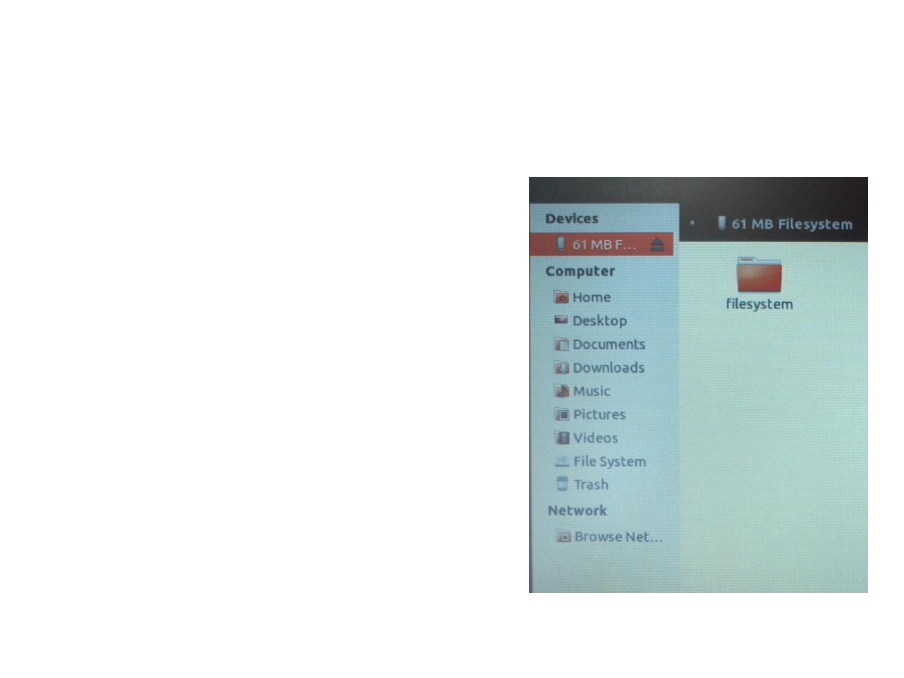 Devices
61 MB F...
Computer
Home
Desktop
Documents
Downloads
Music
Pictures
Videos
File System
Trash
Network
Browse Net...
61 MB Filesystem
filesystem